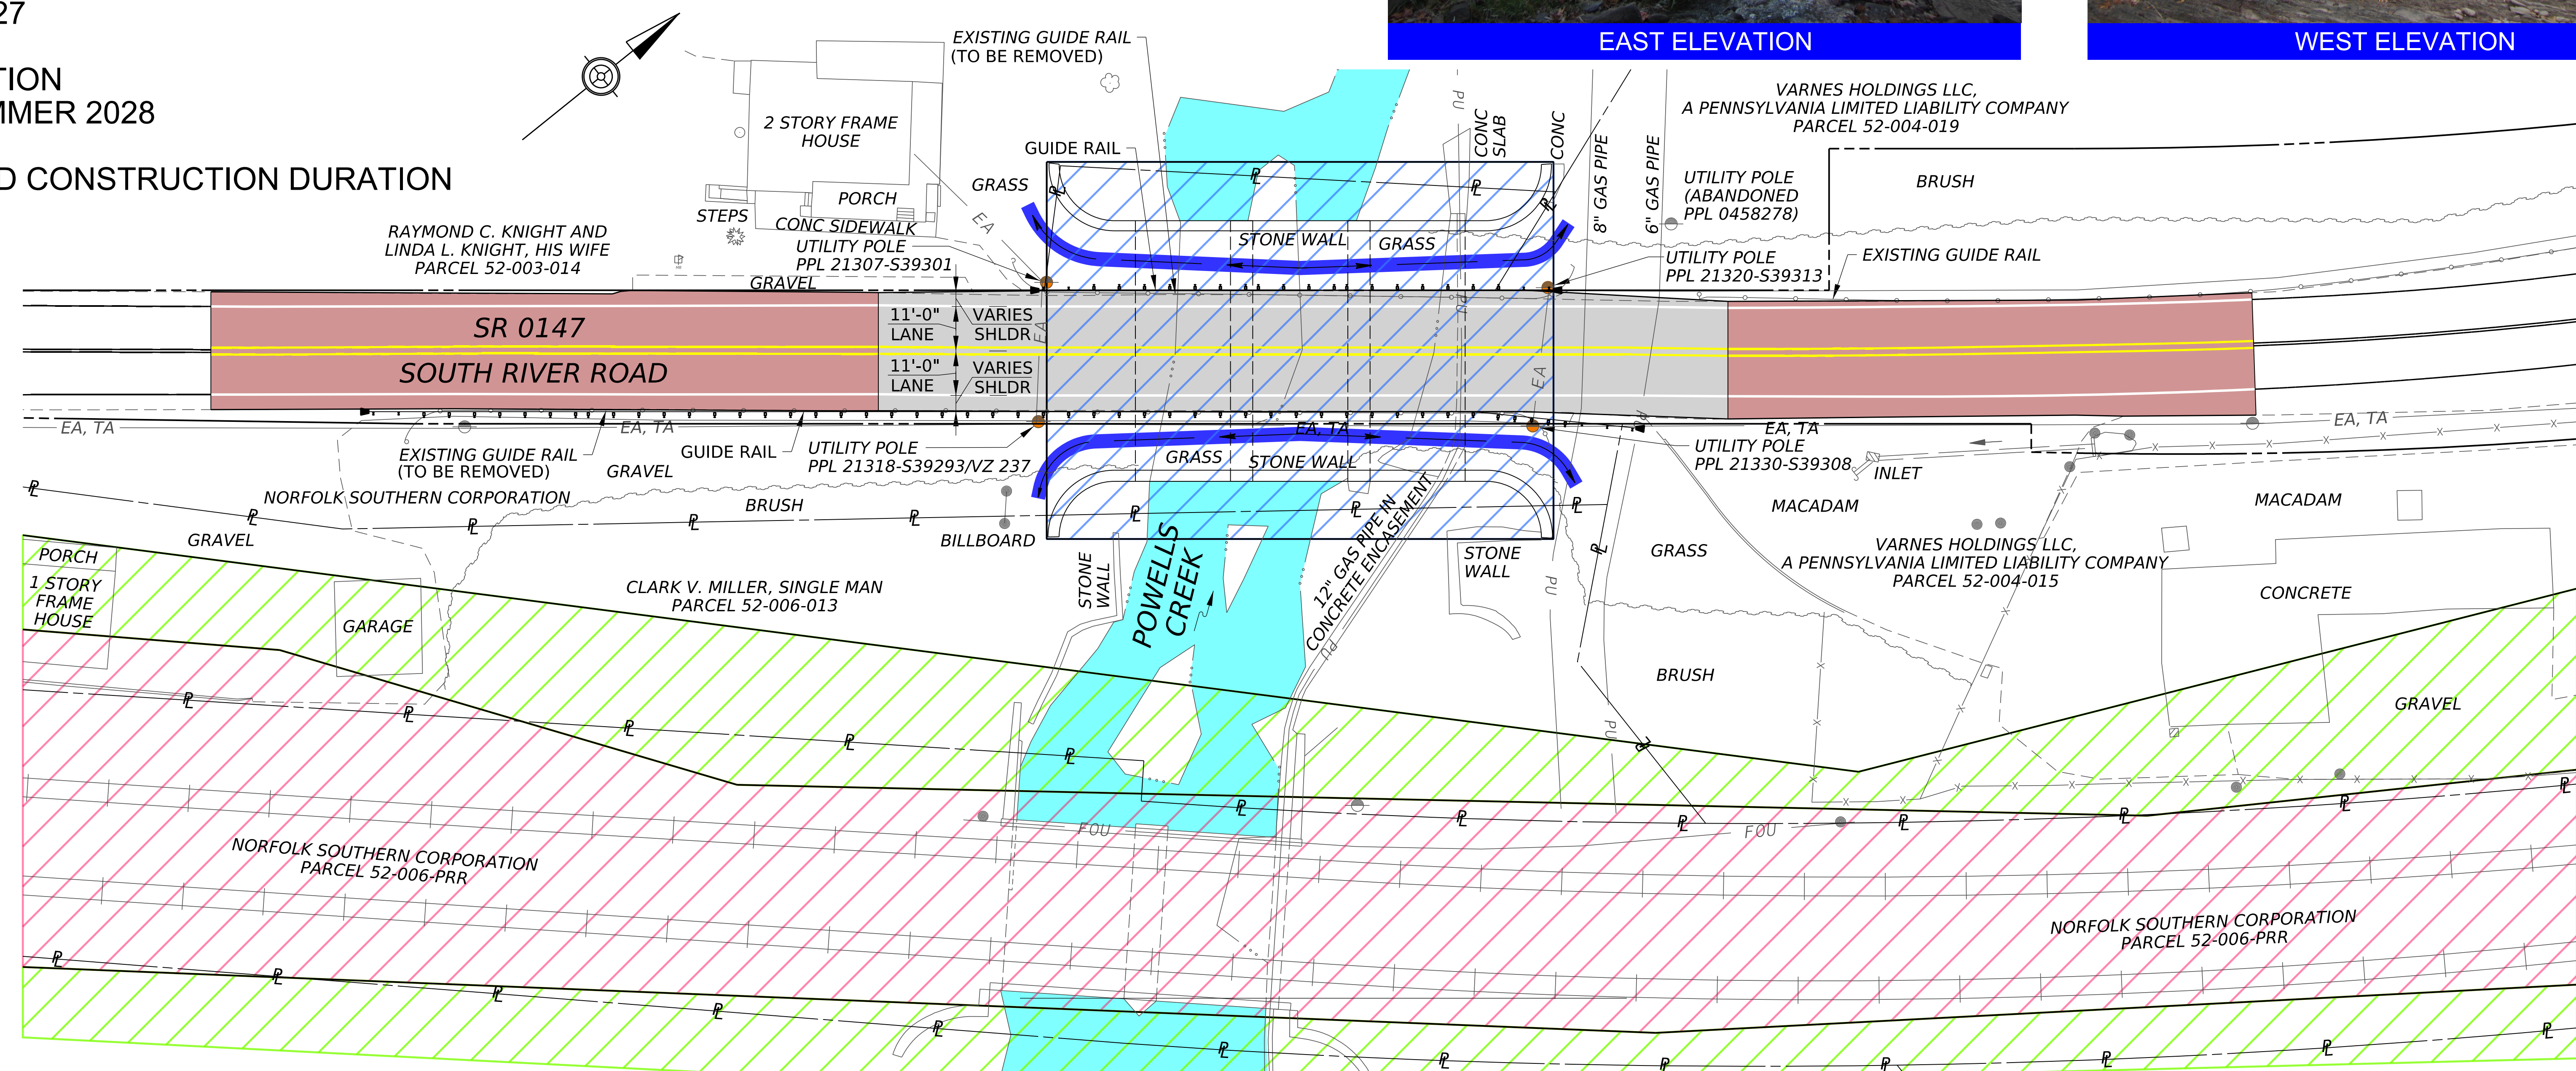 27
TION
MMER 2028
D CONSTRUCTION DURATION
EAST ELEVATION
WEST ELEVATION
EXISTING GUIDE RAIL
(TO BE REMOVED)
2 STORY FRAME
HOUSE
PORCH
STEPS
CONC SIDEWALK
GRASS
GUIDE RAIL
EA
RAYMOND C. KNIGHT AND
LINDA L. KNIGHT, HIS WIFE
PARCEL 52-003-014
UTILITY POLE
PPL 21307-S39301
GRAVEL
PU
CONC
SLAB
CONC
8" GAS PIPE
6" GAS PIPE
VARNES HOLDINGS LLC,
A PENNSYLVANIA LIMITED LIABILITY COMPANY
PARCEL 52-004-019
UTILITY POLE
(ABANDONED
PPL 0458278)
BRUSH
STONE WALL
GRASS
UTILITY POLE
PPL 21320-S39313
EXISTING GUIDE RAIL
SR 0147
SOUTH RIVER ROAD
11'-0"
LANE
VARIES
SHLDR
11'-0"
LANE
VARIES
SHLDR
EA
PU
EA
EA, TA
EA, TA
EA, TA
EA, TA
EA, TA
EXISTING GUIDE RAIL
(TO BE REMOVED)
GRAVEL
GUIDE RAIL
UTILITY POLE
PPL 21318-S39293/VZ 237
GRASS
STONE WALL
PU
UTILITY POLE
PPL 21330-S39308
INLET
MACADAM
MACADAM
NORFOLK SOUTHERN CORPORATION
BRUSH
GRAVEL
BILLBOARD
PORCH
1 STORY
FRAME
HOUSE
GARAGE
CLARK V. MILLER, SINGLE MAN
PARCEL 52-006-013
STONE
WALL
POWELLS
CREEK
12" GAS PIPE IN
CONCRETE ENCASEMENT
PU
STONE
WALL
PU
GRASS
VARNES HOLDINGS LLC,
A PENNSYLVANIA LIMITED LIABILITY COMPANY
PARCEL 52-004-015
CONCRETE
BRUSH
PU
GRAVEL
FOU
FOU
NORFOLK SOUTHERN CORPORATION
PARCEL 52-006-PRR
NORFOLK SOUTHERN CORPORATION
PARCEL 52-006-PRR